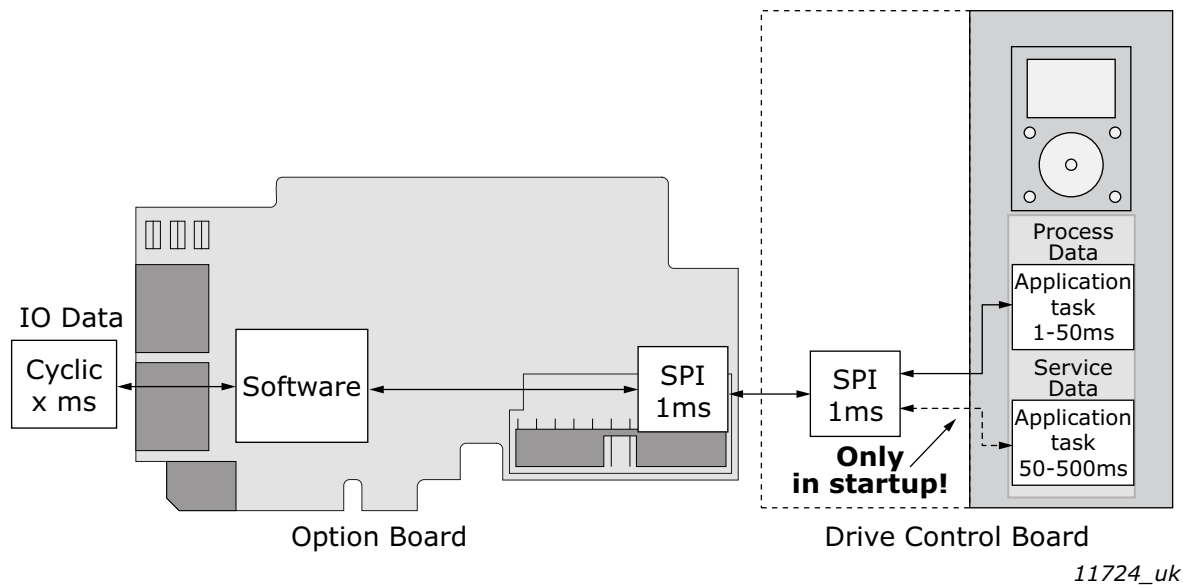 IO Data
Cyclic
x ms
Software
SPI
1ms
SPI
1ms
Only
in startup!
Process
Data
Application
task
1-50ms
Service
Data
Application
task
50-500ms
Option Board
Drive Control Board
11724_uk